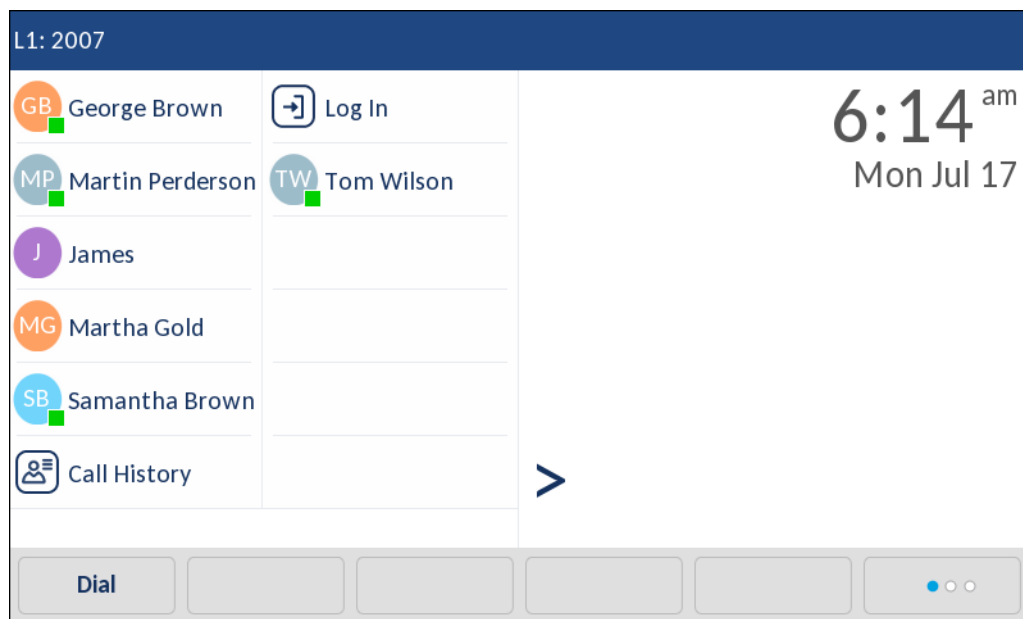 L1: 2007
GB George Brown
Log In
6:14 am
MP Martin Perderson
TW Tom Wilson
Mon Jul 17
J James
MG Martha Gold
SB Samantha Brown
Call History
>
Dial